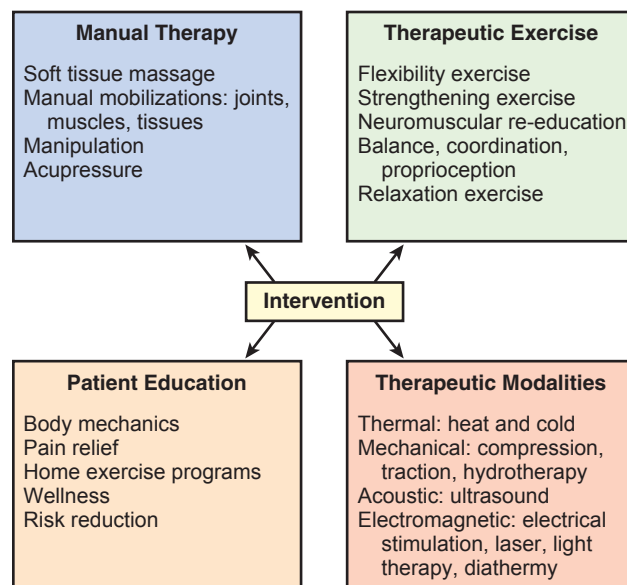 Manual Therapy
Soft tissue massage
Manual mobilizations: joints,
muscles, tissues
Manipulation
Acupressure
Therapeutic Exercise
Flexibility exercise
Strengthening exercise
Neuromuscular re-education
Balance, coordination,
proprioception
Relaxation exercise
Intervention
Patient Education
Body mechanics
Pain relief
Home exercise programs
Wellness
Risk reduction
Therapeutic Modalities
Thermal: heat and cold
Mechanical: compression,
traction, hydrotherapy
Acoustic: ultrasound
Electromagnetic: electrical
stimulation, laser, light
therapy, diathermy